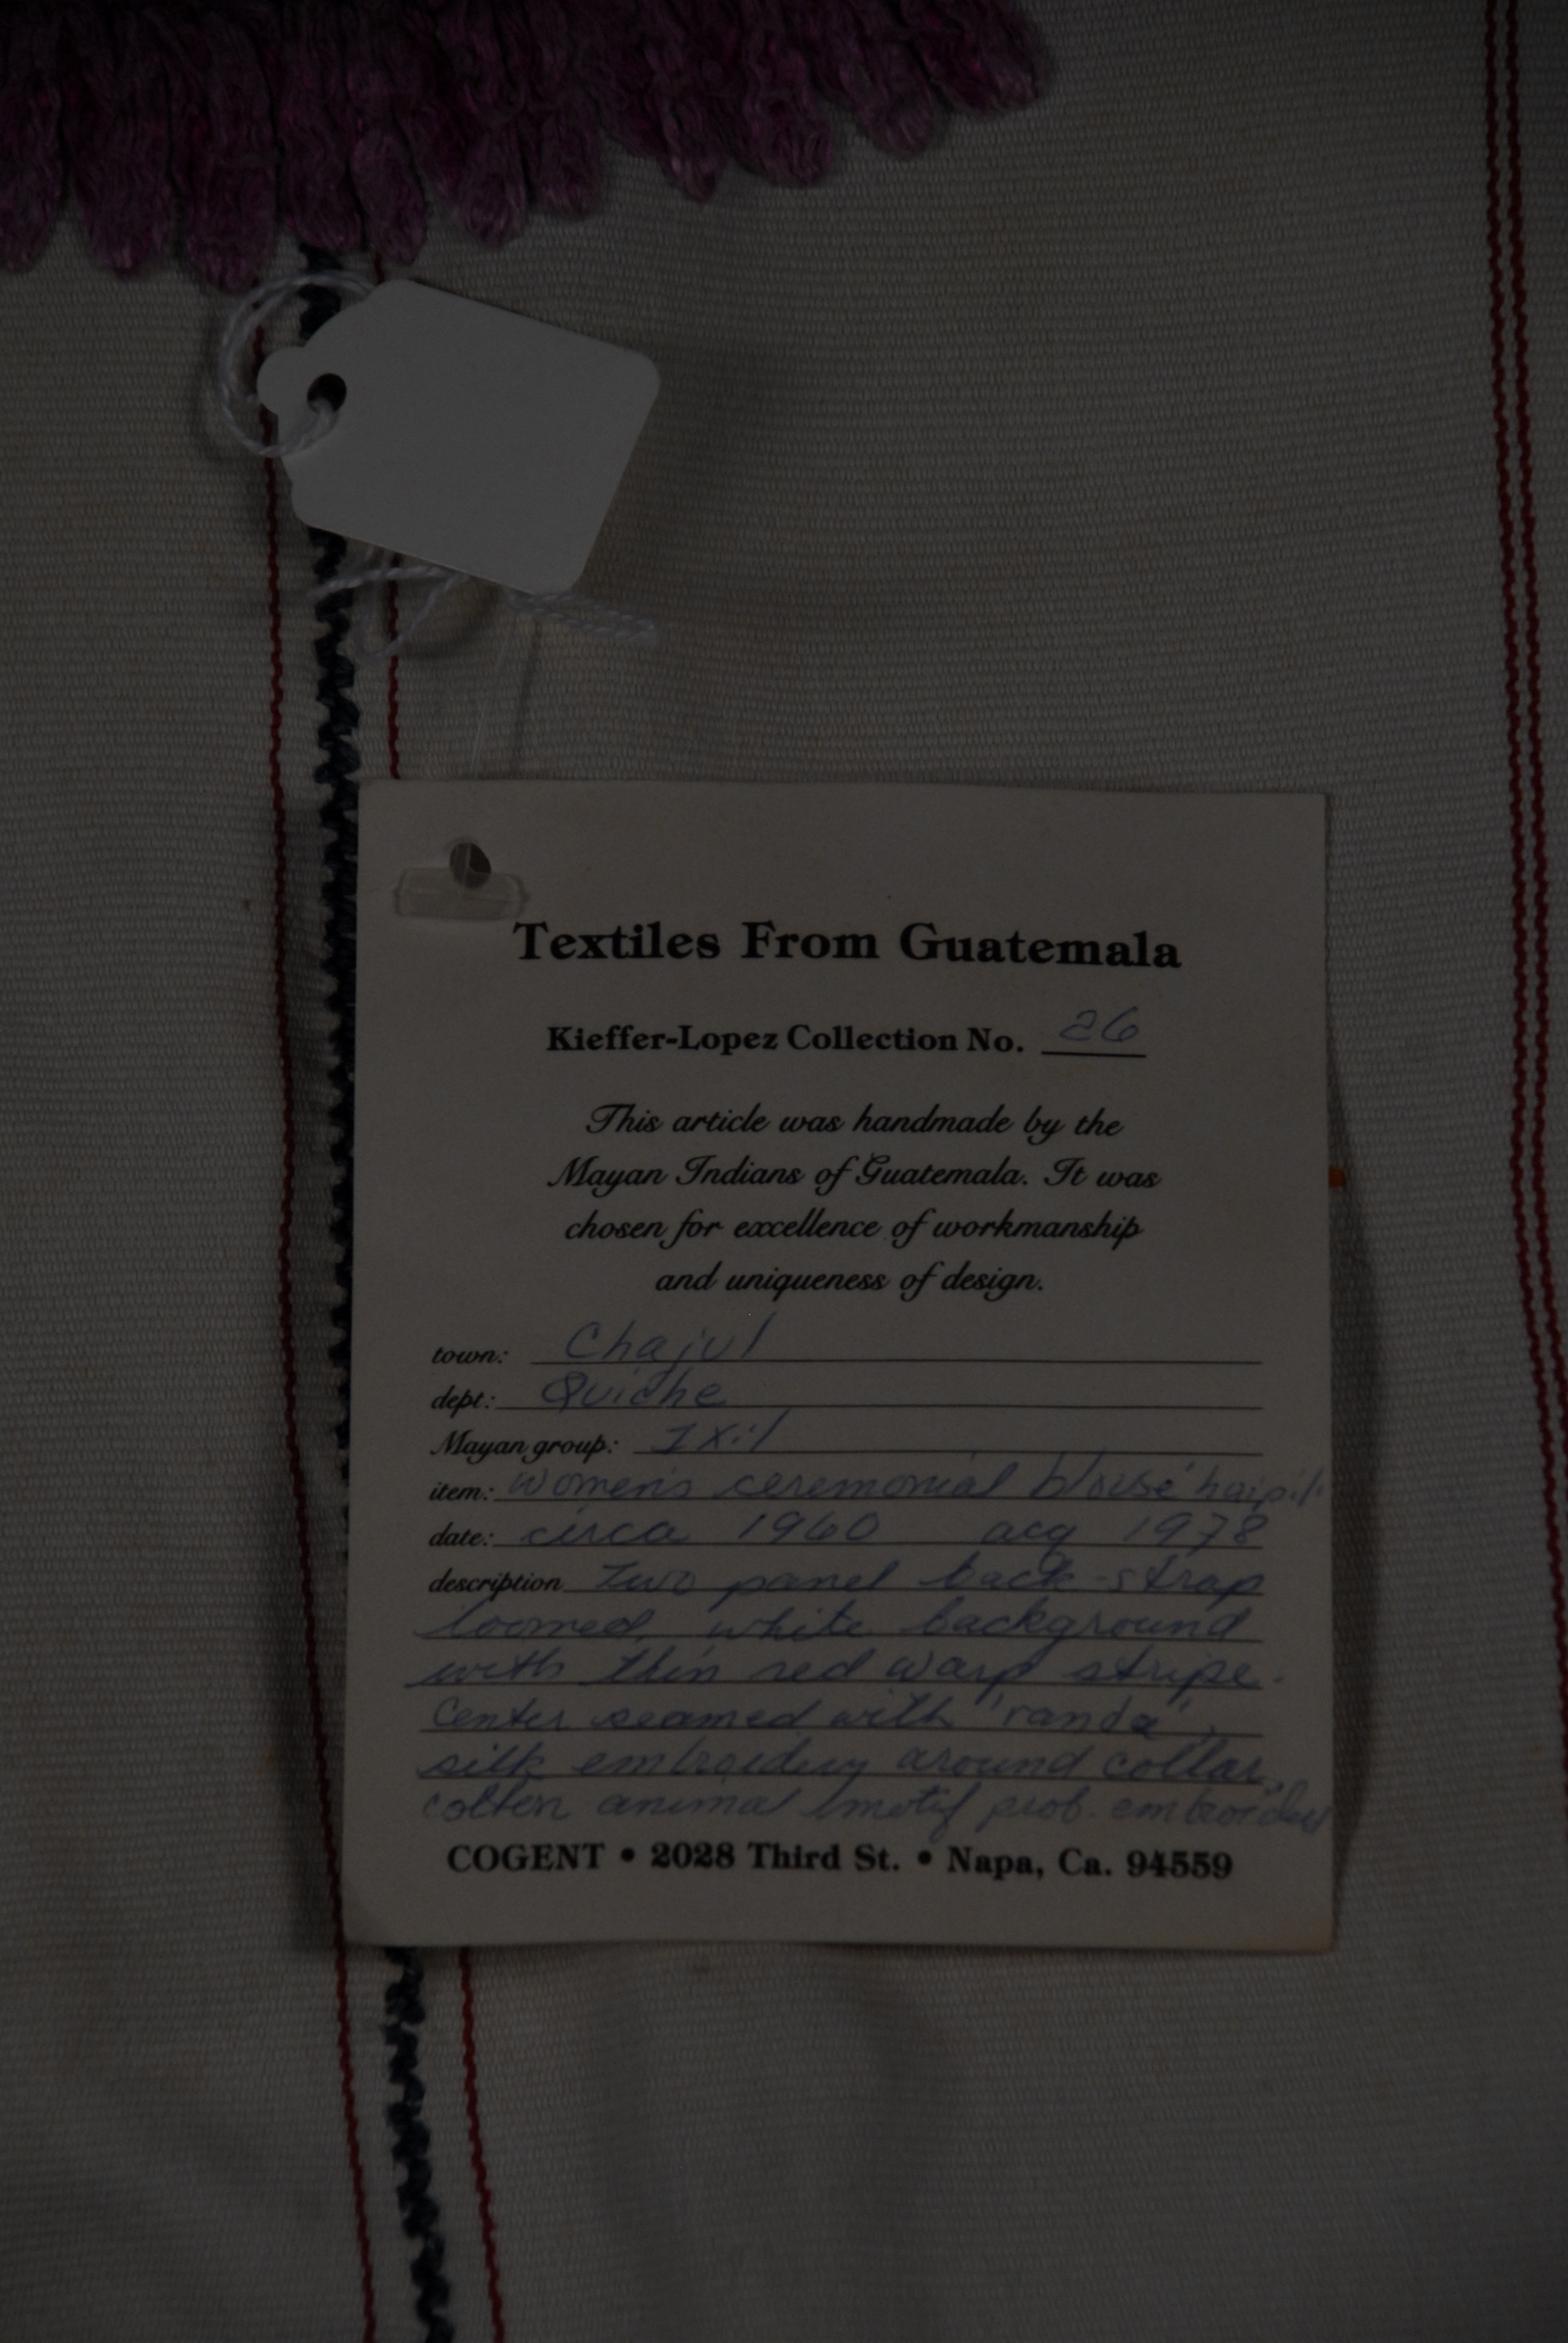 Textiles From Guatemala
Kieffer-Lopez Collection No. 26
This article was handmade by the
Mayan Indians of Guatemala. It was
chosen for excellence of workmanship
and uniqueness of design.
town: Chajul
dept: Quiche
Mayan group: Ixil
item: Women's ceremonial blouse 'haipil'
date: circa 1960 acq 1978
description Two panel back-strap
loomed, white background
with thin red warp stripe.
Center seamed with 'randa',
silk embroidery around collar,
cotton animal motif prob. embroidery
COGENT • 2028 Third St. • Napa, Ca. 94559